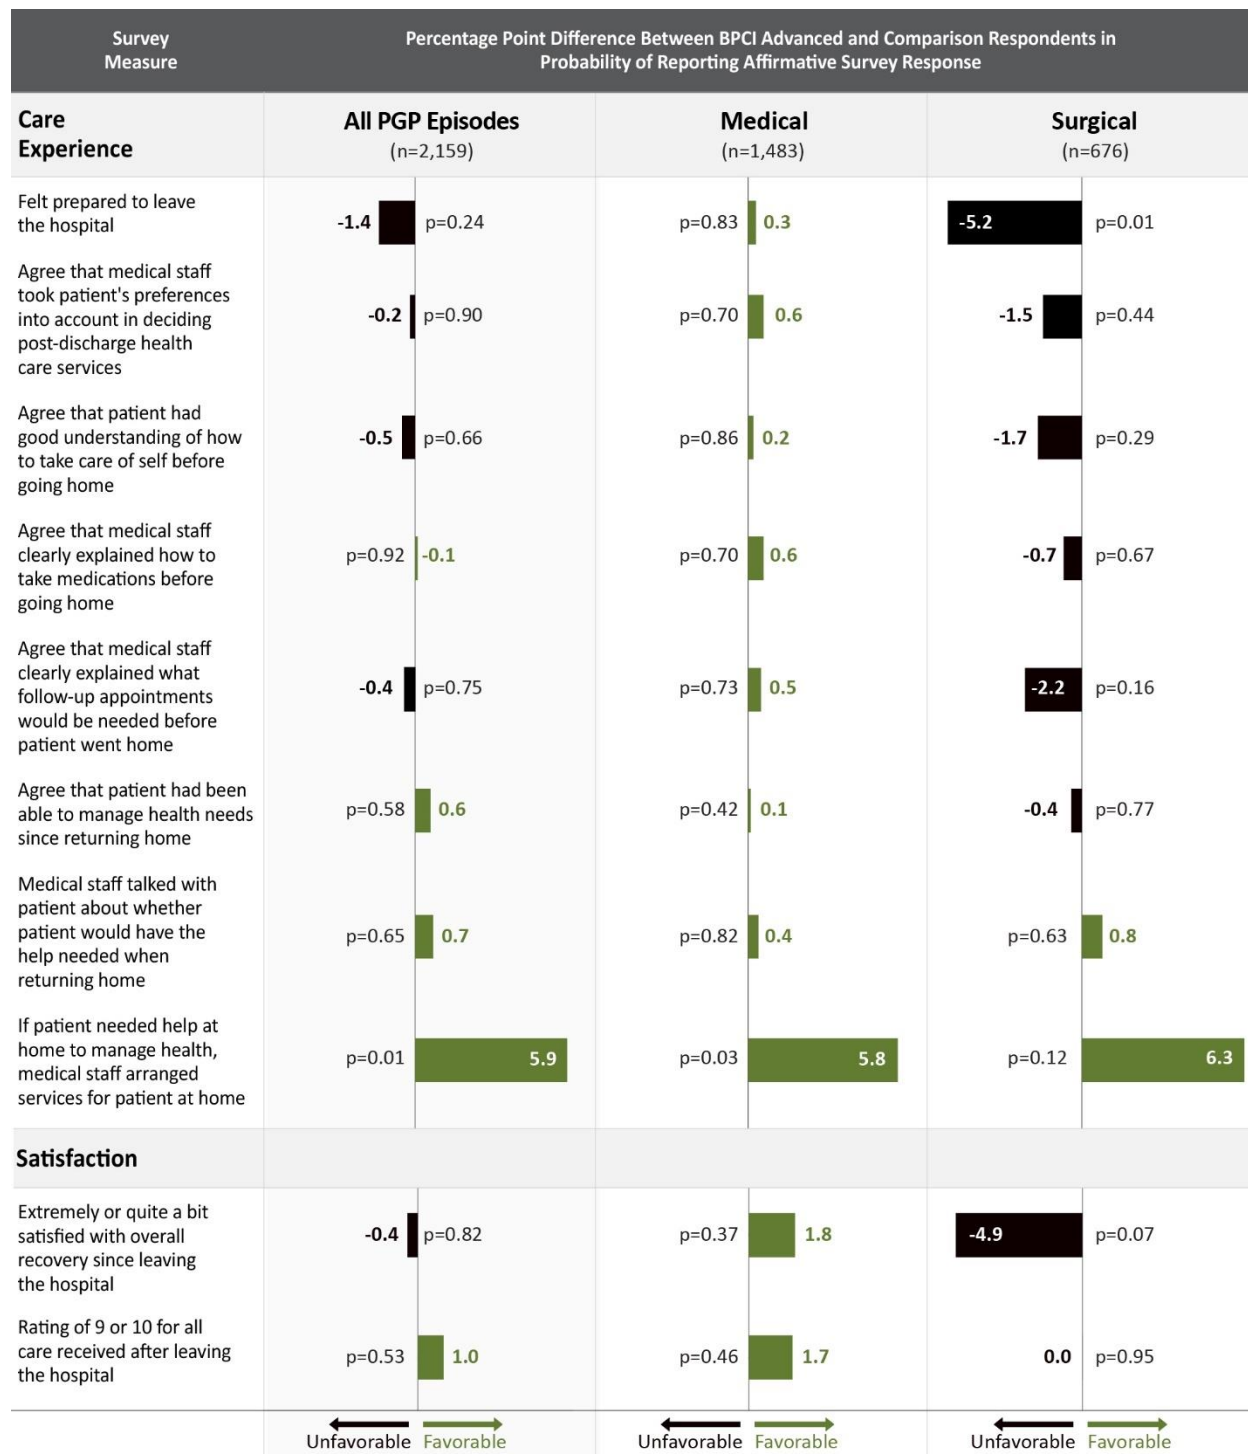 Survey
Measure
Percentage Point Difference Between BPCI Advanced and Comparison Respondents in
Probability of Reporting Affirmative Survey Response
Care
Experience
All PGP Episodes
(n=2,159)
Medical
(n=1,483)
Surgical
(n=676)
Felt prepared to leave
the hospital
-1.4 p=0.24
p=0.83 0.3
-5.2 p=0.01
Agree that medical staff
took patient's preferences
into account in deciding
post-discharge health
care services
-0.2 p=0.90
p=0.70 0.6
-1.5 p=0.44
Agree that patient had
good understanding of how
to take care of self before
going home
-0.5 p=0.66
p=0.86 0.2
-1.7 p=0.29
Agree that medical staff
clearly explained how to
take medications before
going home
p=0.92 -0.1
p=0.70 0.6
-0.7 p=0.67
Agree that medical staff
clearly explained what
follow-up appointments
would be needed before
patient went home
-0.4 p=0.75
p=0.73 0.5
-2.2 p=0.16
Agree that patient had been
able to manage health needs
since returning home
p=0.58 0.6
p=0.42 0.1
-0.4 p=0.77
Medical staff talked with
patient about whether
patient would have the
help needed when
returning home
p=0.65 0.7
p=0.82 0.4
p=0.63 0.8
If patient needed help at
home to manage health,
medical staff arranged
services for patient at home
p=0.01 5.9
p=0.03 5.8
p=0.12 6.3
Satisfaction
Extremely or quite a bit
satisfied with overall
recovery since leaving
the hospital
-0.4 p=0.82
p=0.37 1.8
-4.9 p=0.07
Rating of 9 or 10 for all
care received after leaving
the hospital
p=0.53 1.0
p=0.46 1.7
0.0 p=0.95
Unfavorable Favorable
Unfavorable Favorable
Unfavorable Favorable